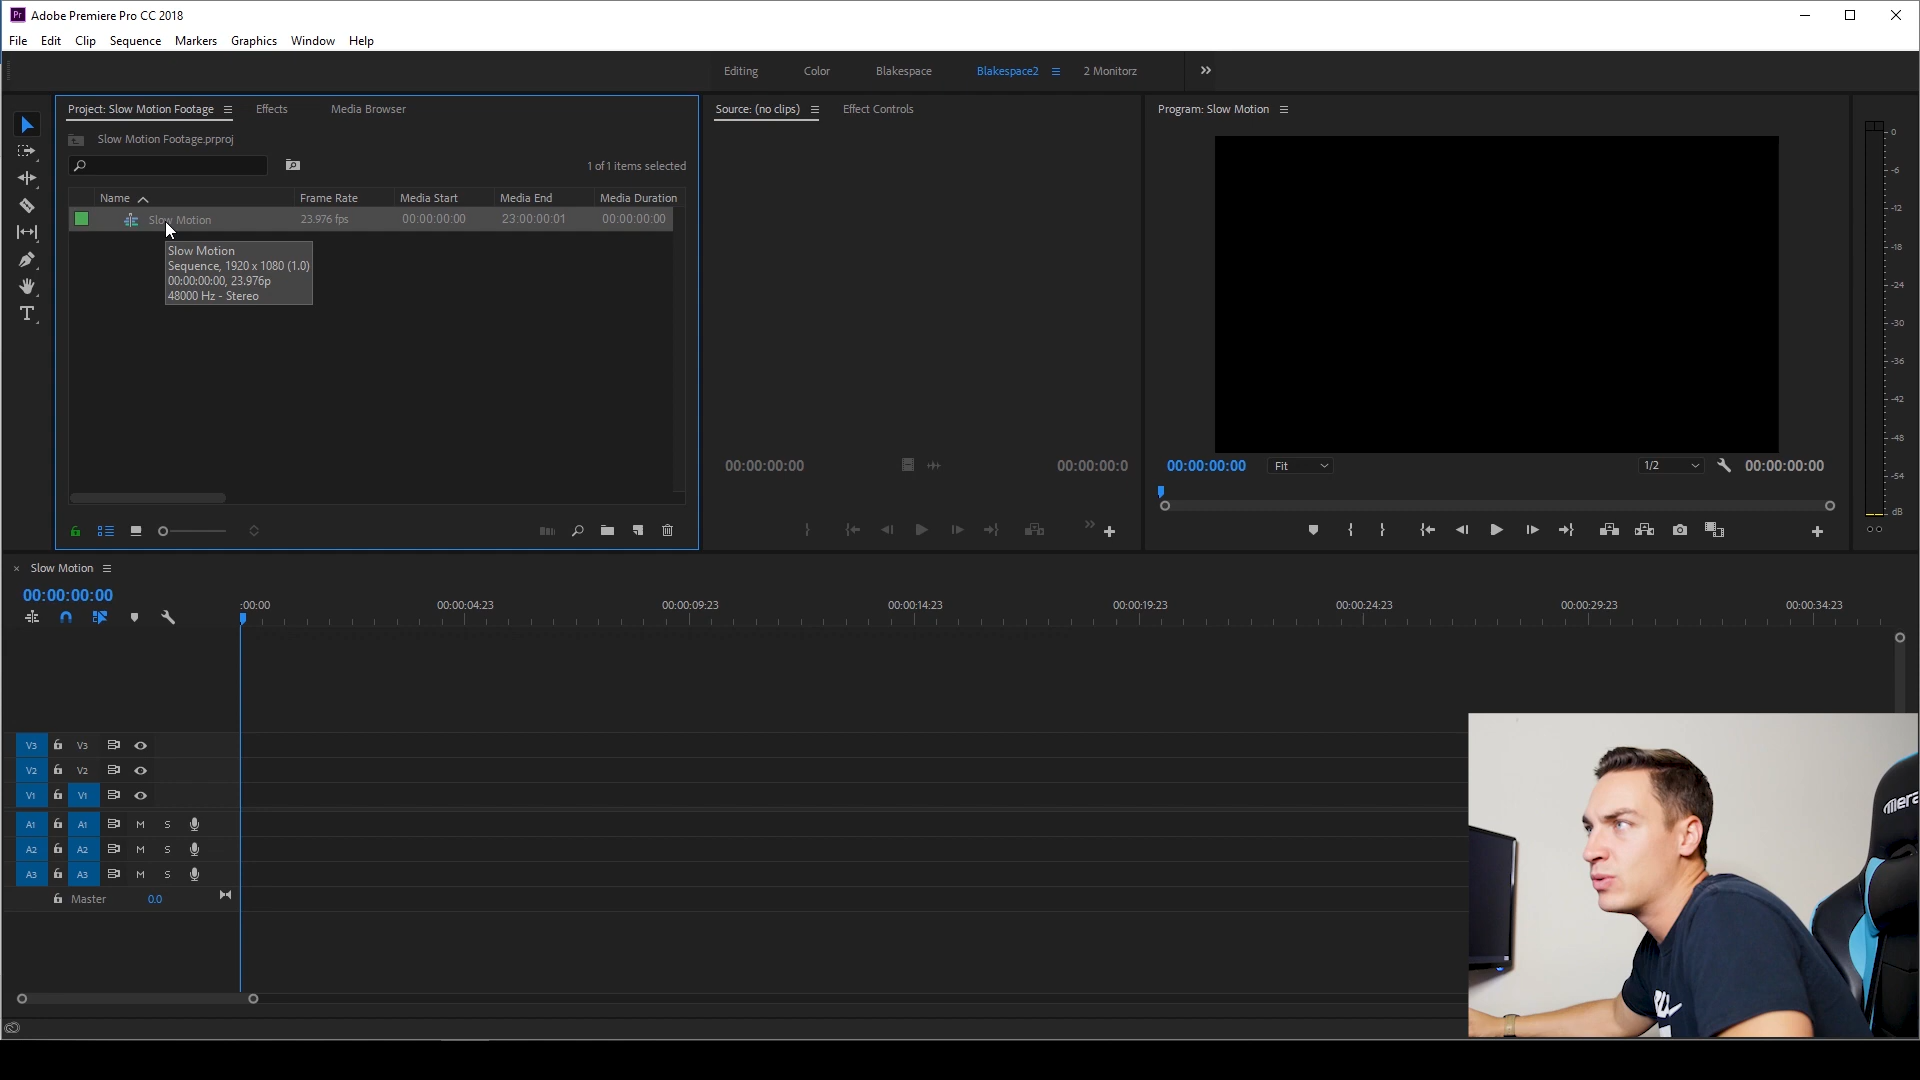 Pr Adobe Premiere Pro CC 2018
File Edit Clip Sequence Markers Graphics Window Help
Editing Color Blakespace Blakespace2 2 Monitorz
Project: Slow Motion Footage Effects Media Browser
Slow Motion Footage.prproj
1 of 1 items selected
Name Frame Rate Media Start Media End Media Duration
Slow Motion 23.976 fps 00:00:00:00 23:00:00:01 00:00:00:00
Slow Motion
Sequence, 1920 x 1080 (1.0)
00:00:00:00, 23.976p
48000 Hz - Stereo
Source: (no clips) Effect Controls
00:00:00:00 00:00:00:0
Program: Slow Motion
00:00:00:00 Fit 1/2 00:00:00:00
0
-6
-12
-18
-24
-30
-36
-42
-48
-54
dB
× Slow Motion
00:00:00:00
:00:00 00:00:04:23 00:00:09:23 00:00:14:23 00:00:19:23 00:00:24:23 00:00:29:23 00:00:34:23
V3 V3
V2 V2
V1 V1
A1 A1 M S
A2 A2 M S
A3 A3 M S
Master 0.0